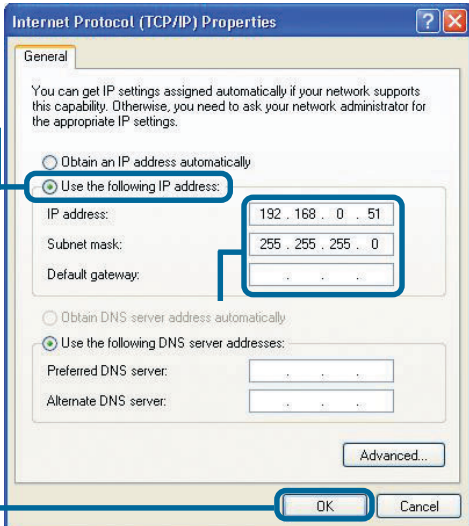 Internet Protocol (TCP/IP) Properties
General
You can get IP settings assigned automatically if your network supports
this capability. Otherwise, you need to ask your network administrator for
the appropriate IP settings.
Obtain an IP address automatically
Use the following IP address:
IP address: 192 . 168 . 0 . 51
Subnet mask: 255 . 255 . 255 . 0
Default gateway: . . .
Obtain DNS server address automatically
Use the following DNS server addresses:
Preferred DNS server: . . .
Alternate DNS server: . . .
Advanced...
OK Cancel